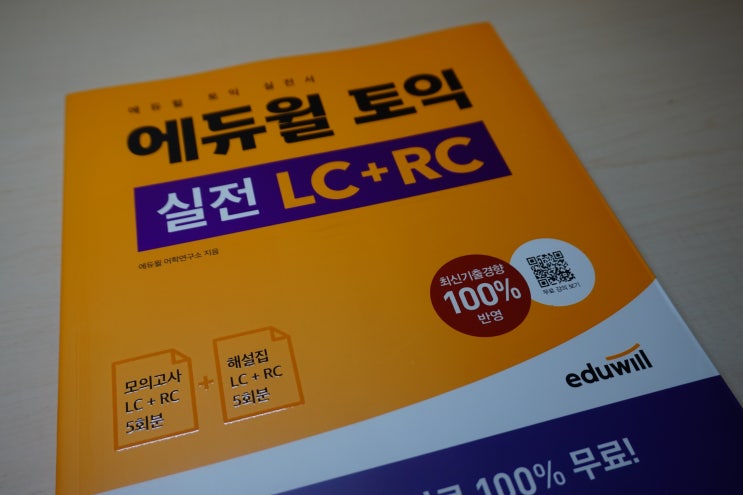 에듀윌 토익 실전서
에듀윌 토익
실전 LC+RC
에듀윌 어학연구소 지음
최신기출경향
100%
반영
무료 강의 보기
모의고사
LC + RC
5회분
+
해설집
LC + RC
5회분
eduwill
100% 무료!